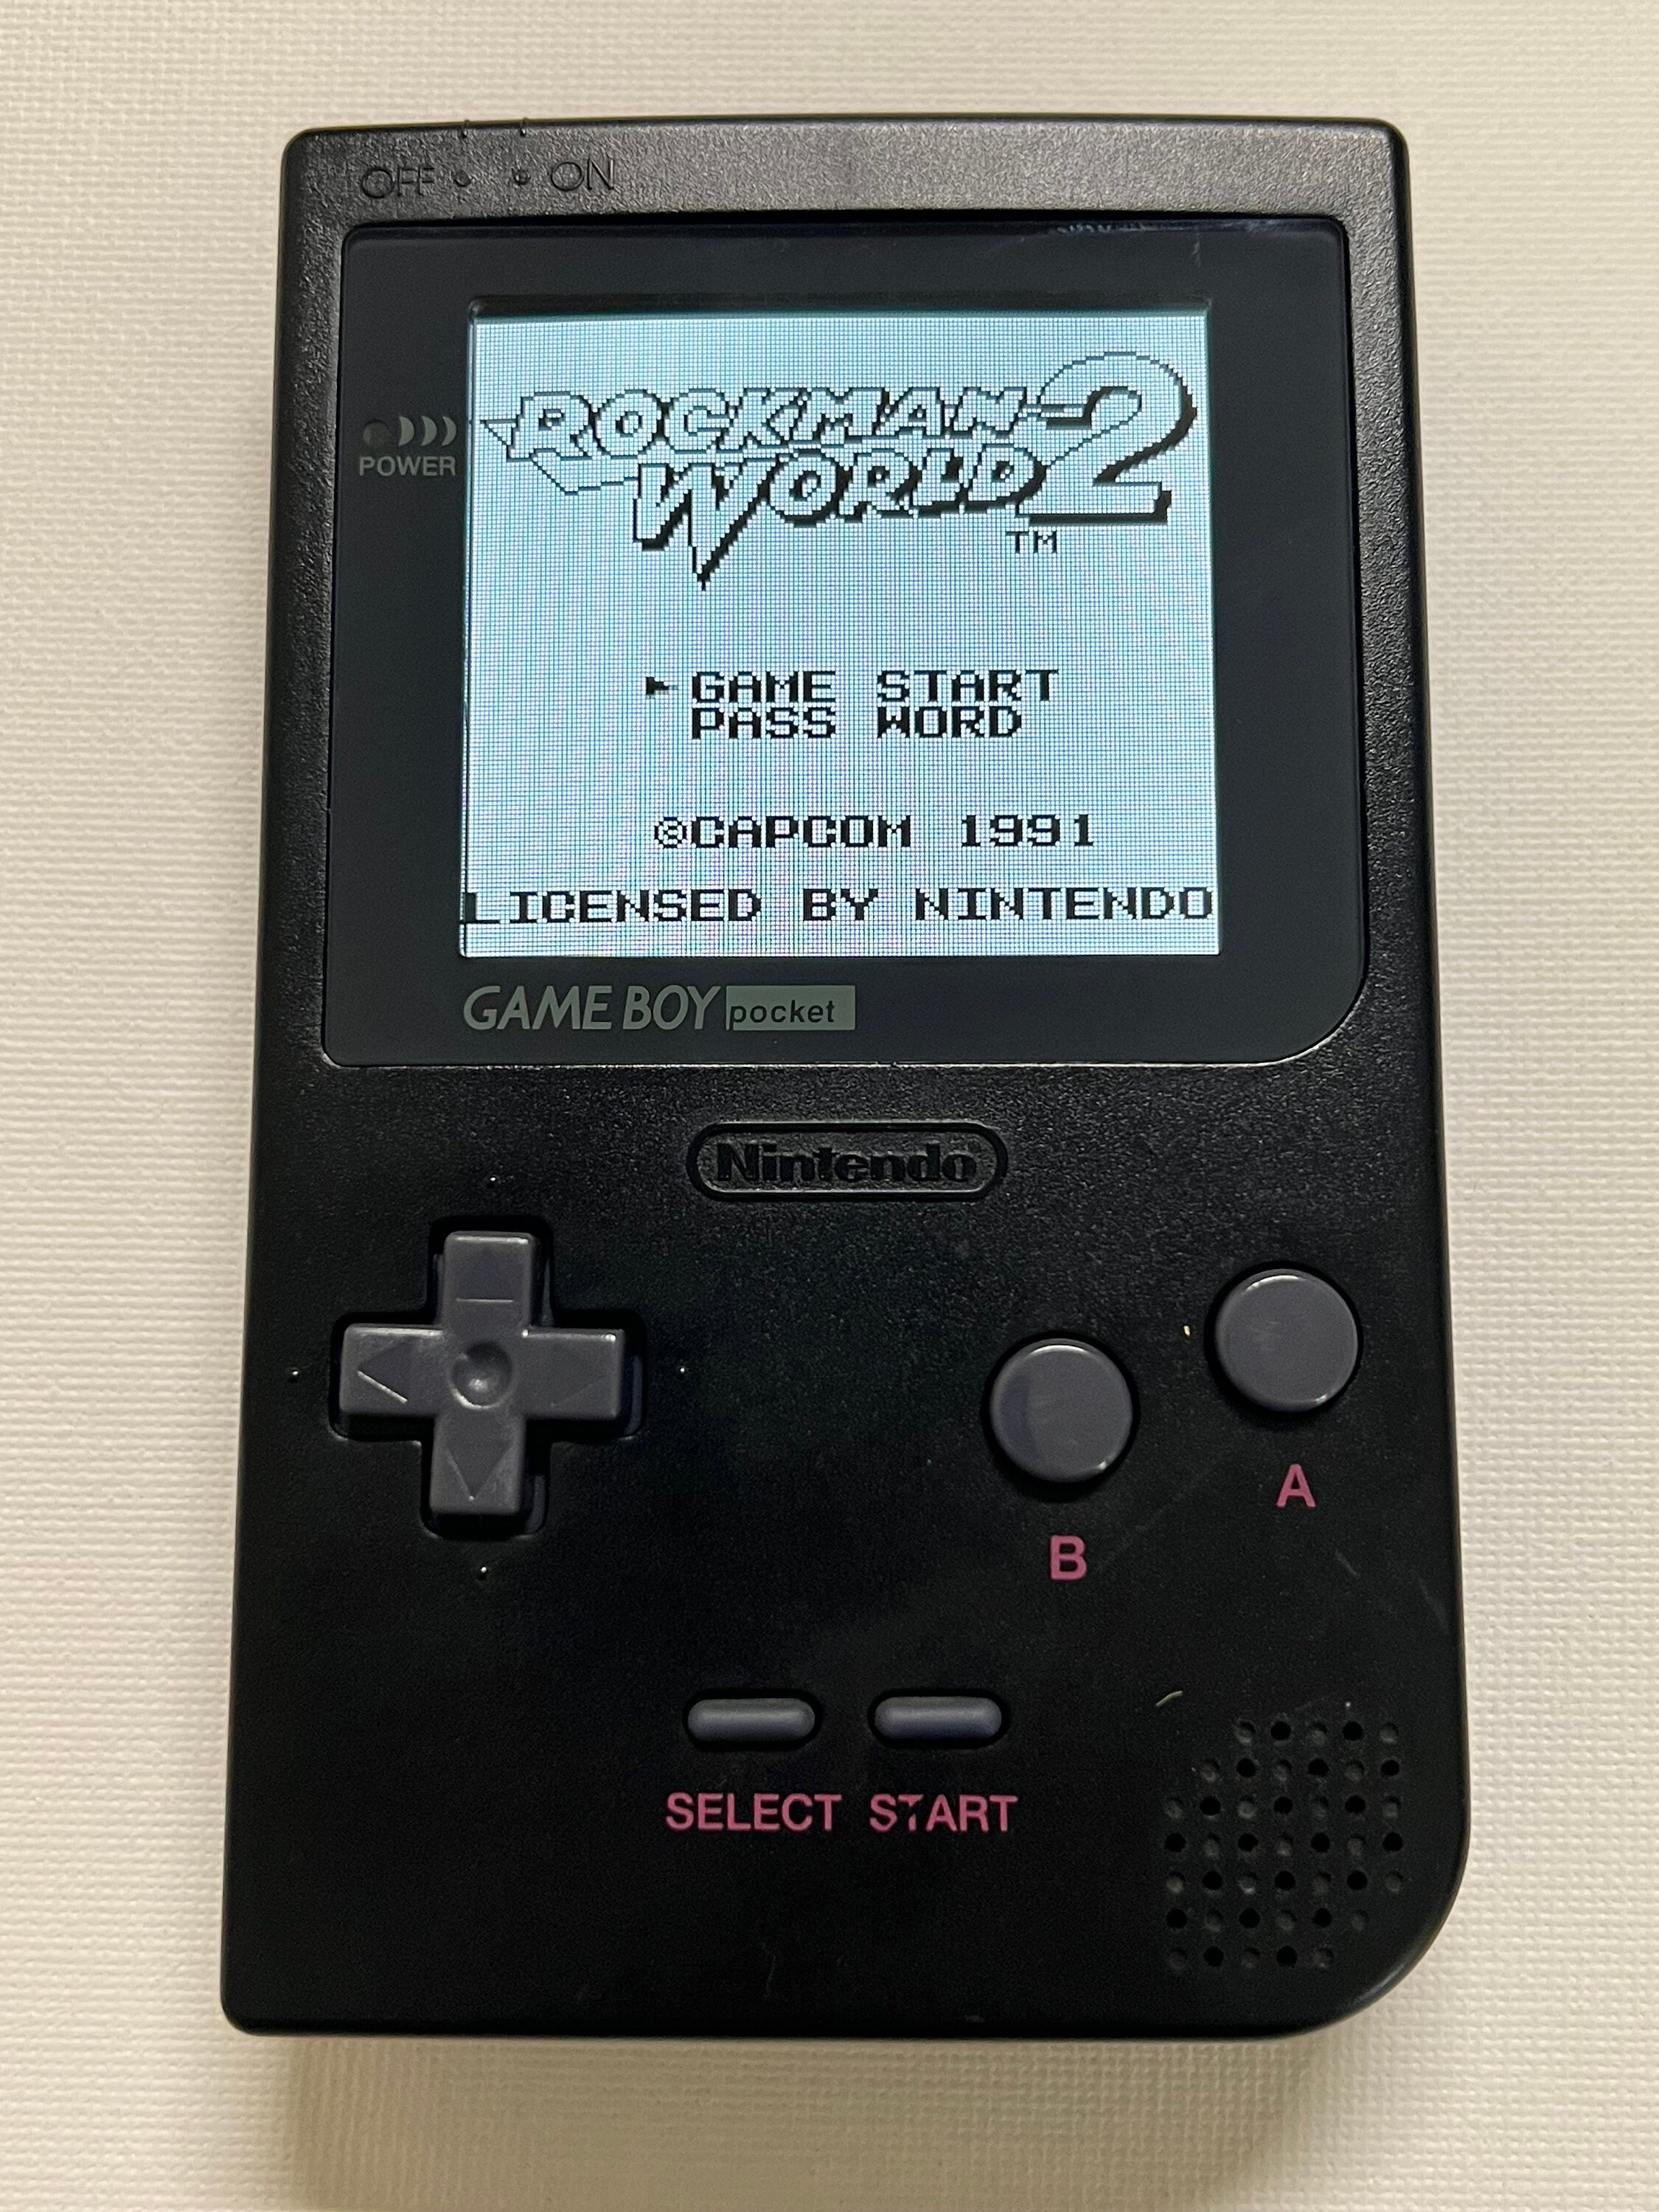 OFF • • ON
POWER
ROCKMAN
WORLD 2
TM
▶GAME START
PASS WORD
©CAPCOM 1991
LICENSED BY NINTENDO
GAME BOY pocket
Nintendo
A
B
SELECT START